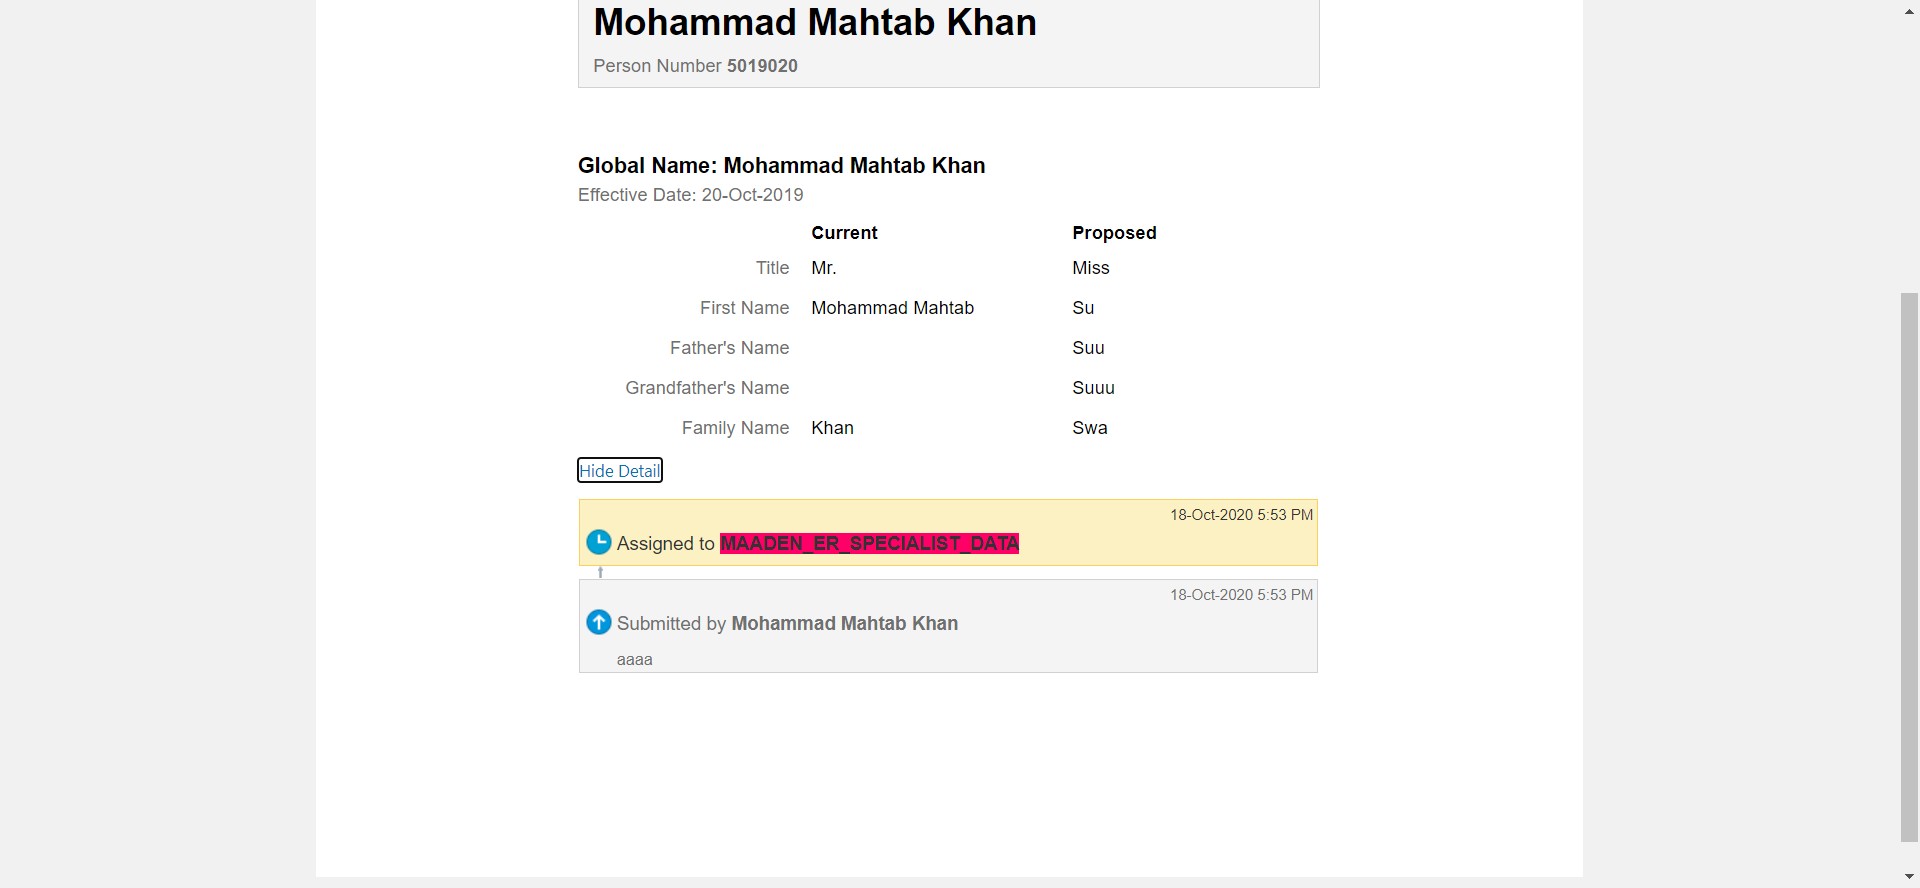 Mohammad Mahtab Khan
Person Number 5019020
Global Name: Mohammad Mahtab Khan
Effective Date: 20-Oct-2019
Current Proposed
Title Mr. Miss
First Name Mohammad Mahtab Su
Father's Name Suu
Grandfather's Name Suuu
Family Name Khan Swa
Hide Detail
18-Oct-2020 5:53 PM
Assigned to MAADEN_ER_SPECIALIST_DATA
18-Oct-2020 5:53 PM
Submitted by Mohammad Mahtab Khan
aaaa